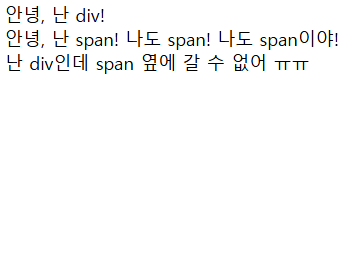 안녕, 난 div!
안녕, 난 span! 나도 span! 나도 span이야!
난 div인데 span 옆에 갈 수 없어 ㅠㅠ